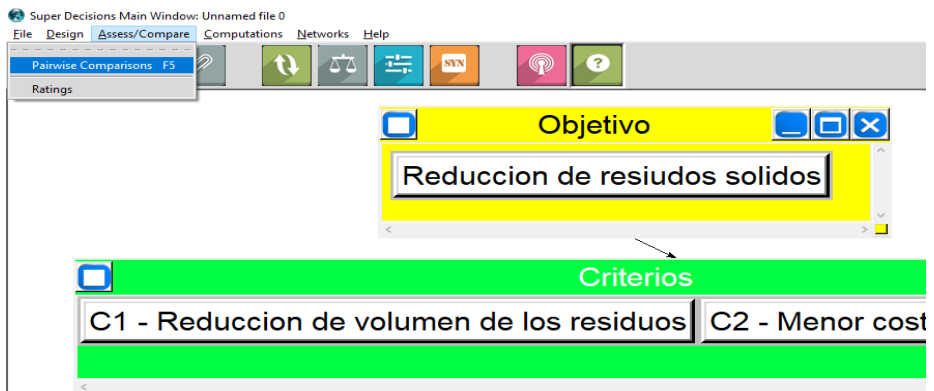 Super Decisions Main Window: Unnamed file 0
File Design Assess/Compare Computations Networks Help
Pairwise Comparisons F5
SYN
?
Ratings
Objetivo
Reduccion de resiudos solidos
Criterios
C1 - Reduccion de volumen de los residuos C2 - Menor cost